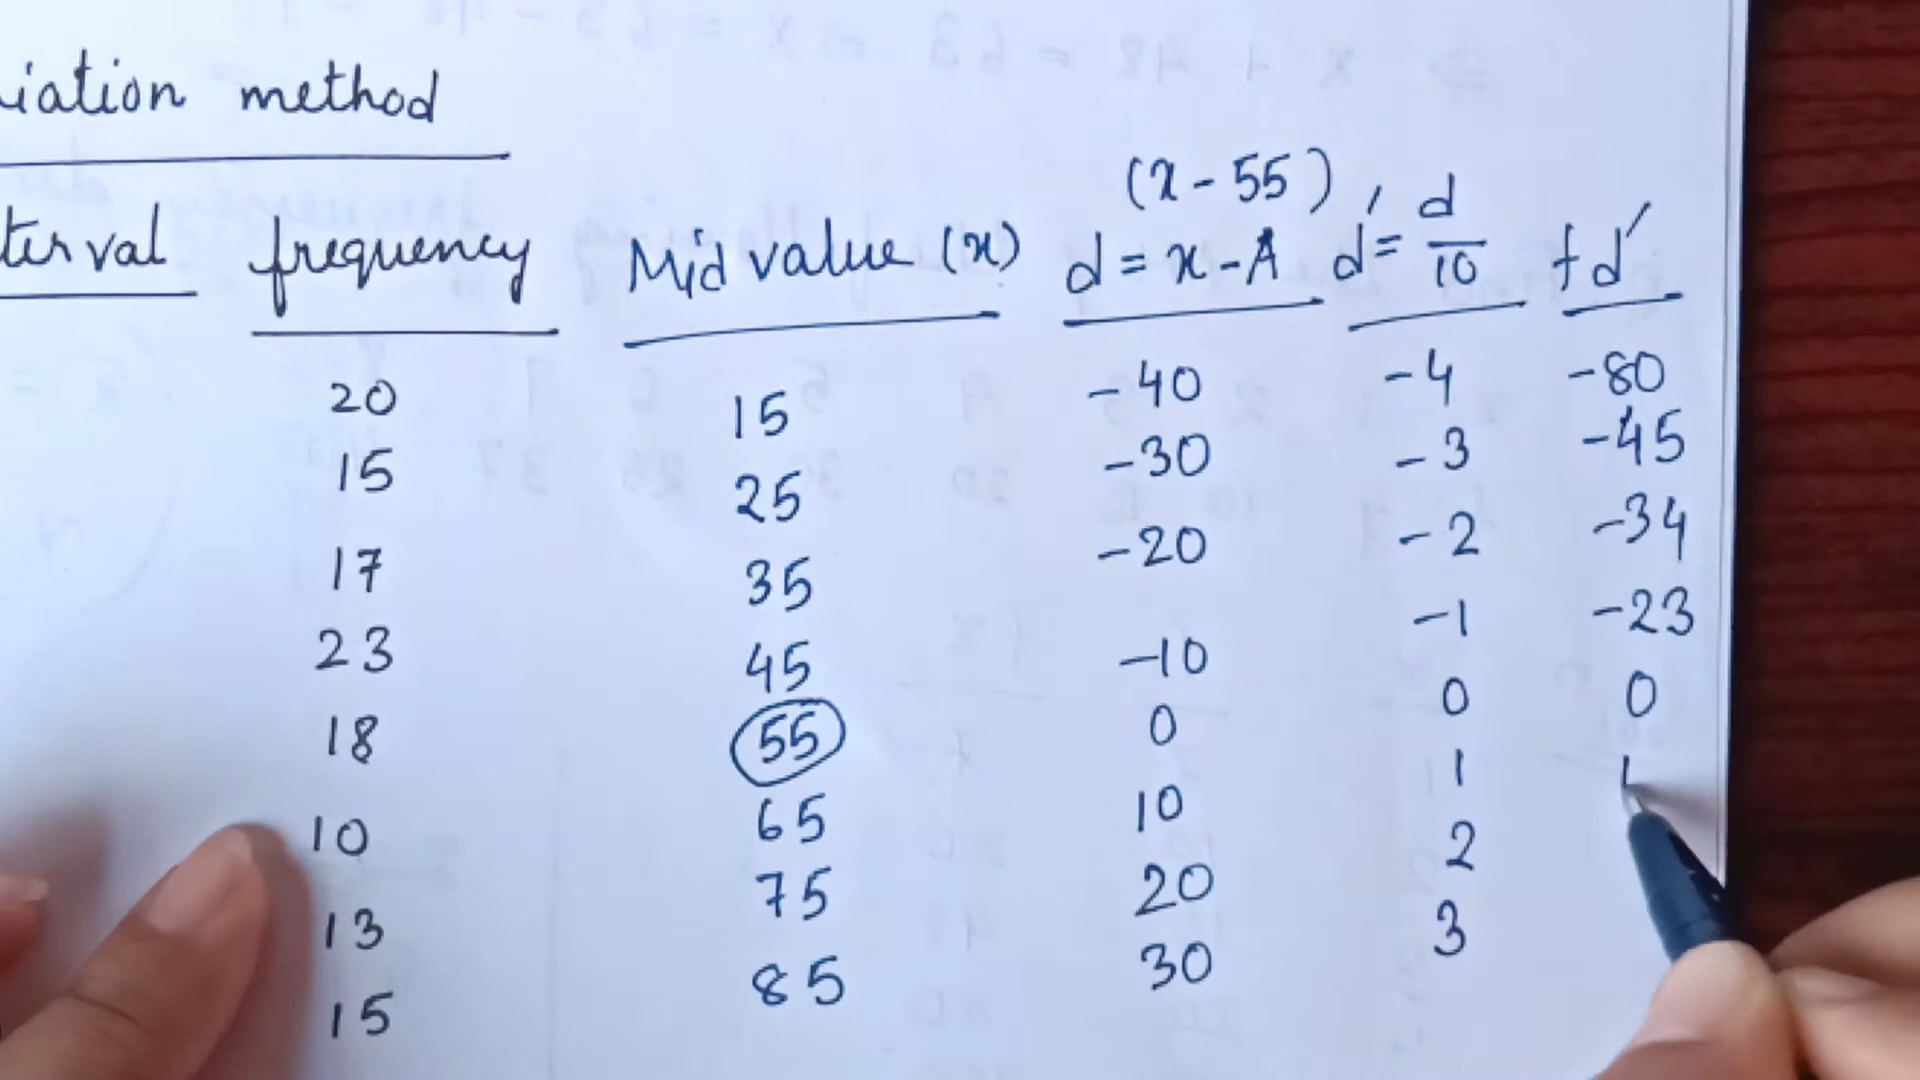 iation method
(x - 55)
terval frequency Mid value (x) d = x - A d' = d/10 fd'
20 15 -40 -4 -80
15 25 -30 -3 -45
17 35 -20 -2 -34
23 45 -10 -1 -23
18 55 0 0 0
10 65 10 1 1
13 75 20 2
15 85 30 3